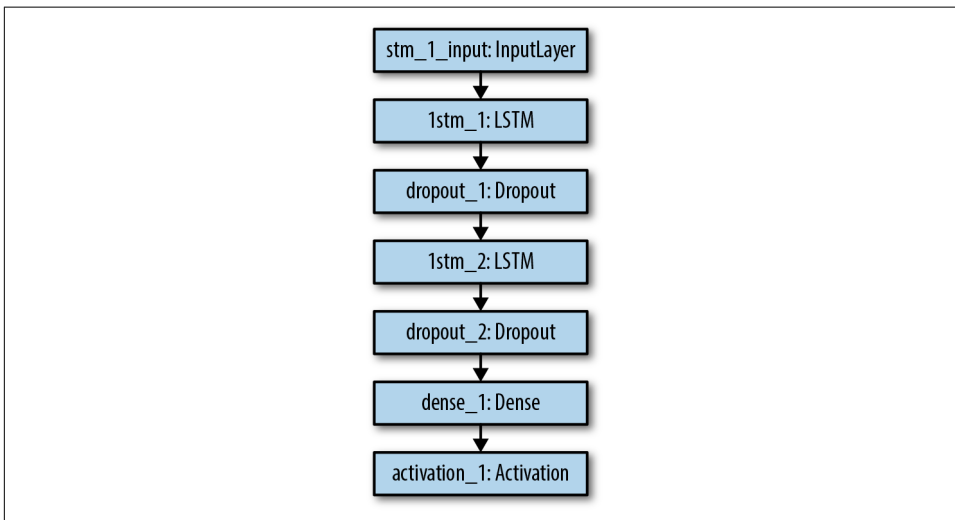 stm_1_input: InputLayer
1stm_1: LSTM
dropout_1: Dropout
1stm_2: LSTM
dropout_2: Dropout
dense_1: Dense
activation_1: Activation